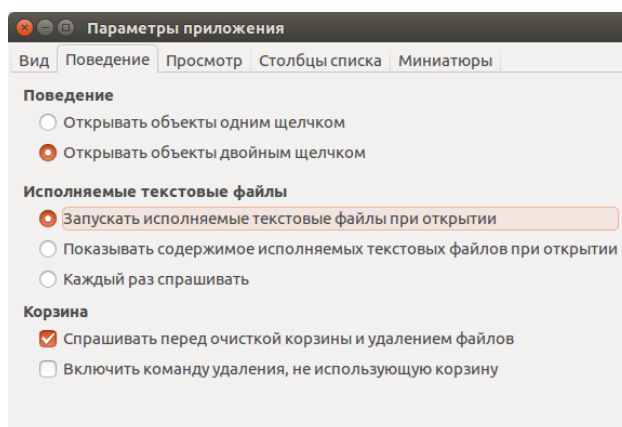 Параметры приложения
Вид Поведение Просмотр Столбцы списка Миниатюры
Поведение
Открывать объекты одним щелчком
Открывать объекты двойным щелчком
Исполняемые текстовые файлы
Запускать исполняемые текстовые файлы при открытии
Показывать содержимое исполняемых текстовых файлов при открытии
Каждый раз спрашивать
Корзина
Спрашивать перед очисткой корзины и удалением файлов
Включить команду удаления, не использующую корзину